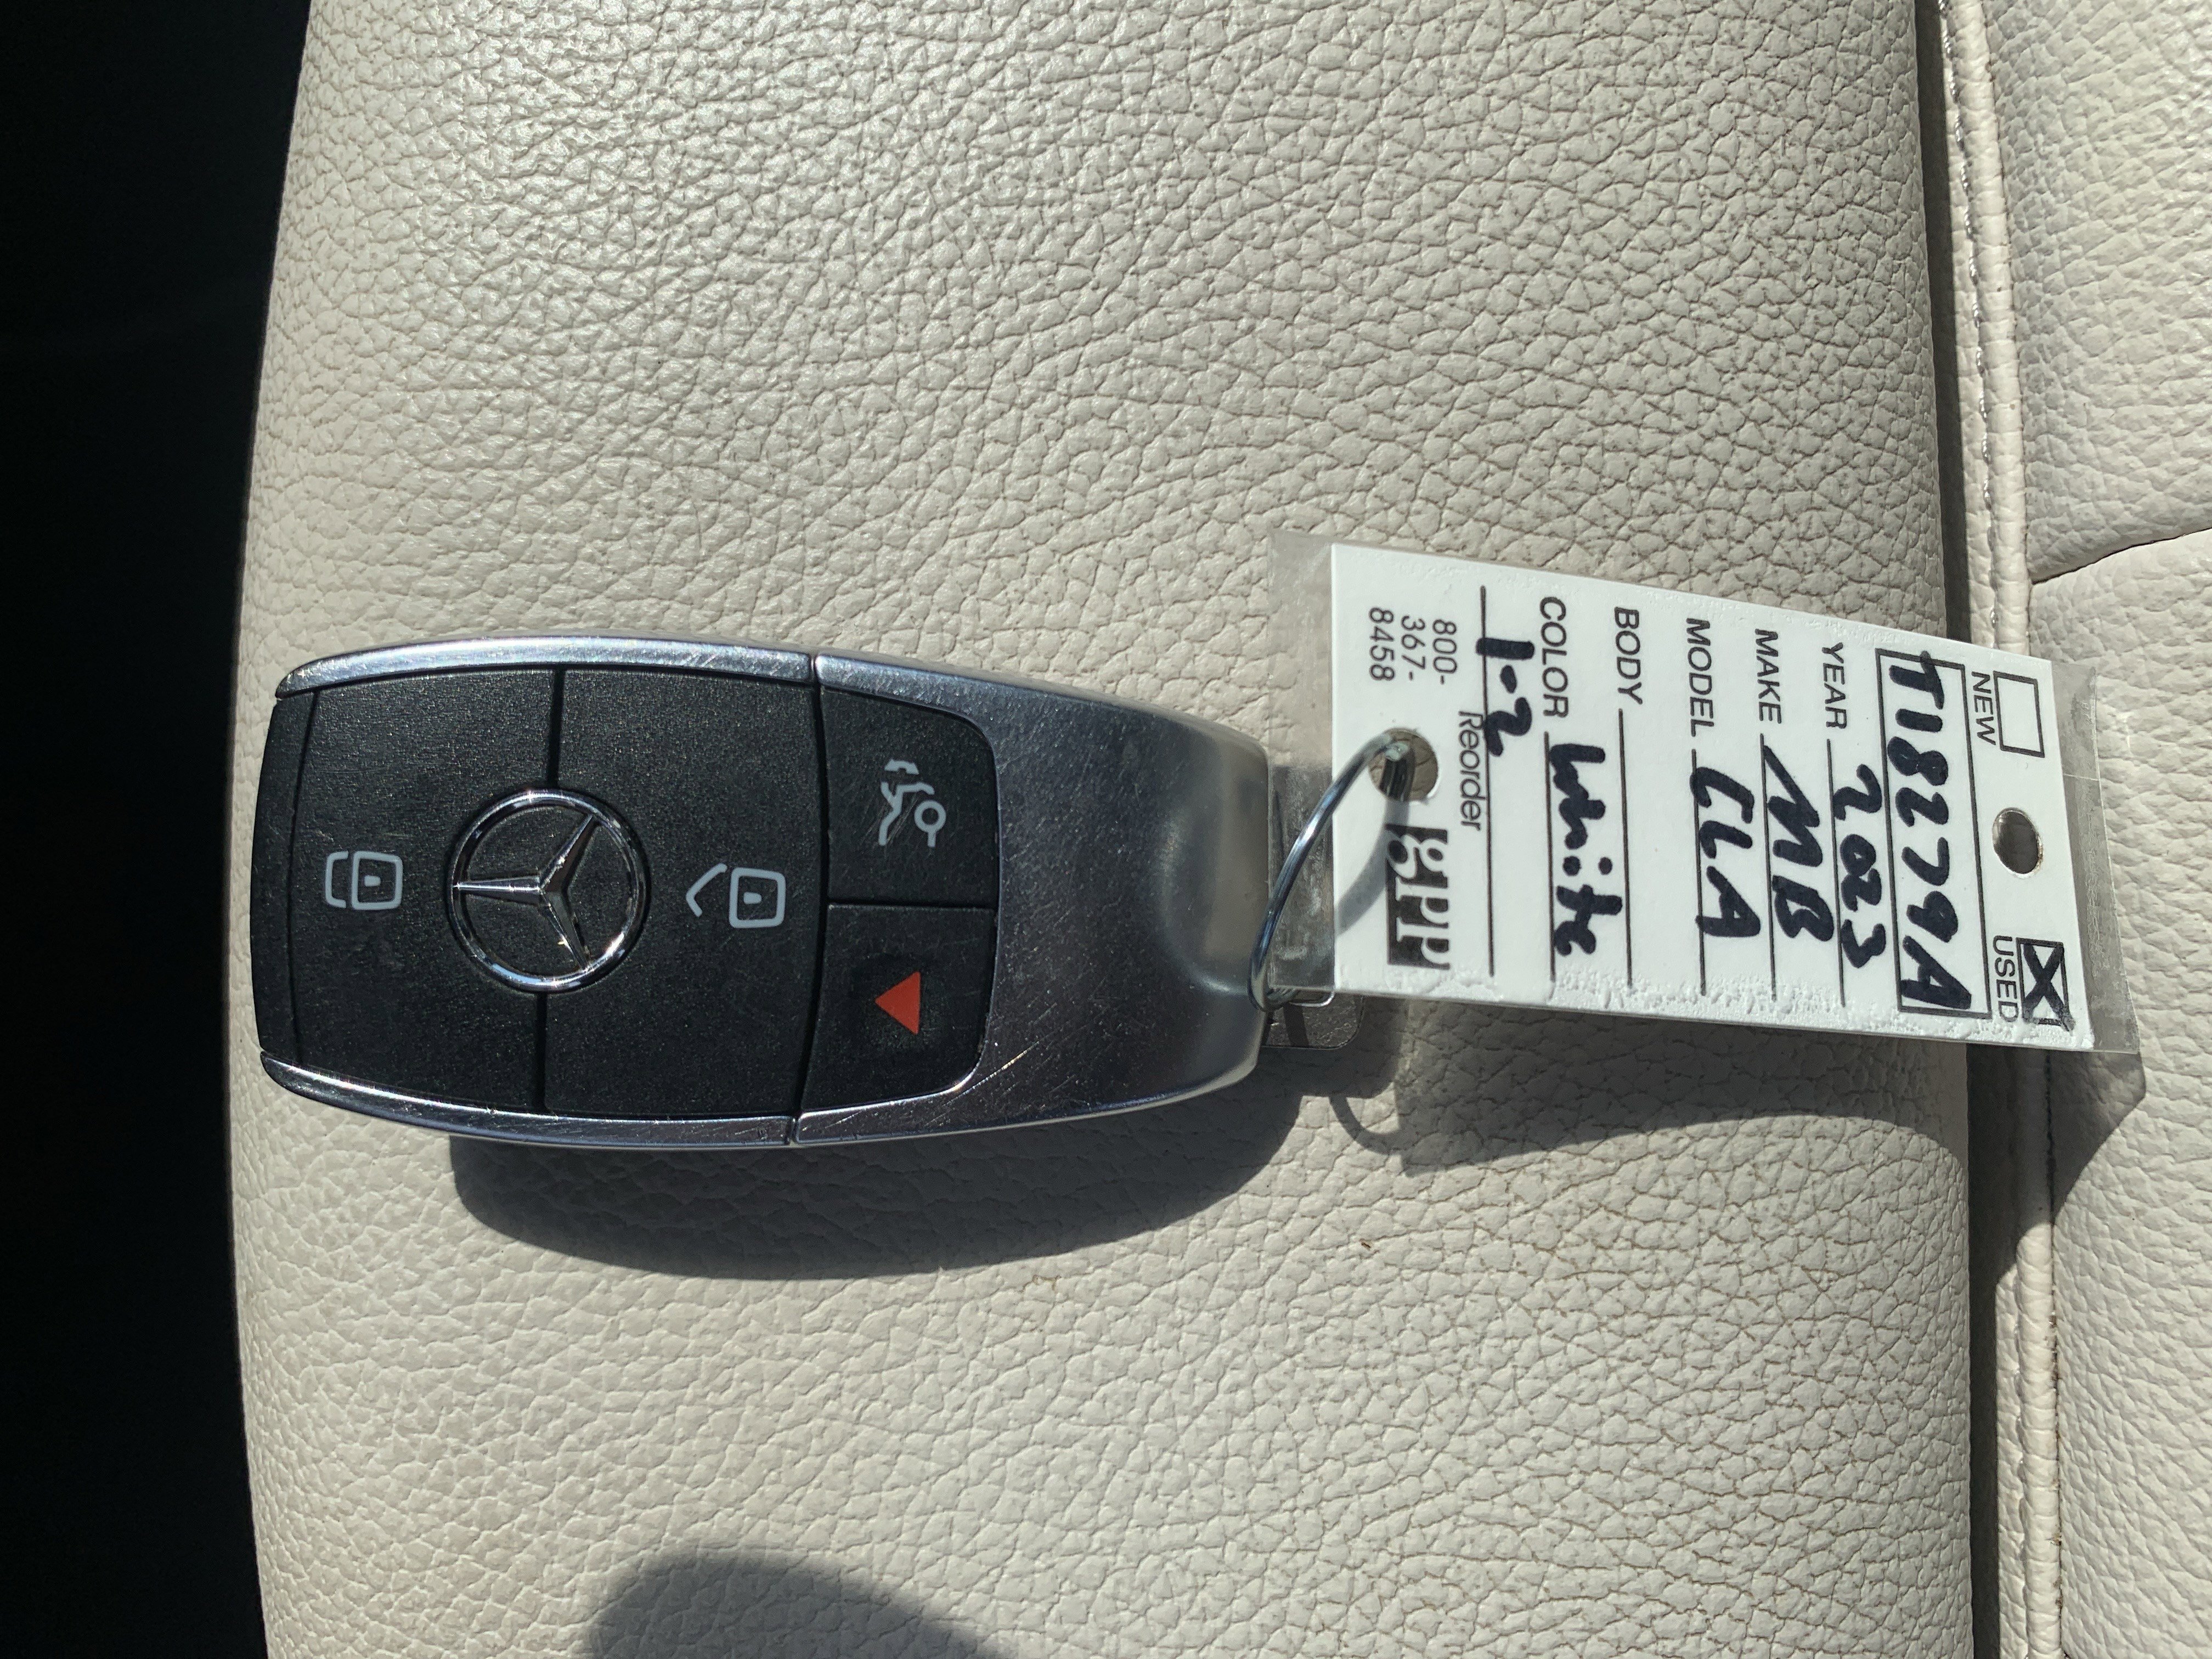 NEW USED
T18279A
YEAR 2023
MAKE MB
MODEL CLA
BODY
COLOR White
1-2
Reorder
800-
367-
8458